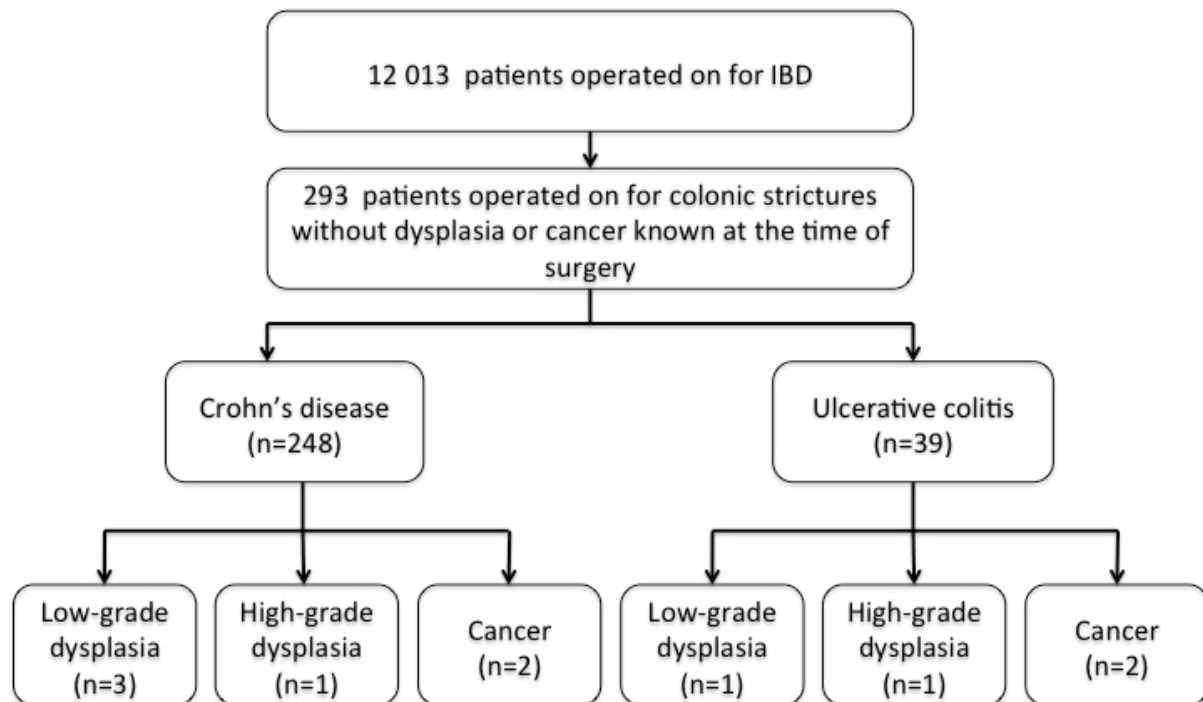 12 013  patients operated on for IBD
293  patients operated on for colonic strictures
without dysplasia or cancer known at the time of
surgery
Crohn’s disease
(n=248)
Ulcerative colitis
(n=39)
Low-grade
dysplasia
(n=3)
High-grade
dysplasia
(n=1)
Cancer
(n=2)
Low-grade
dysplasia
(n=1)
High-grade
dysplasia
(n=1)
Cancer
(n=2)